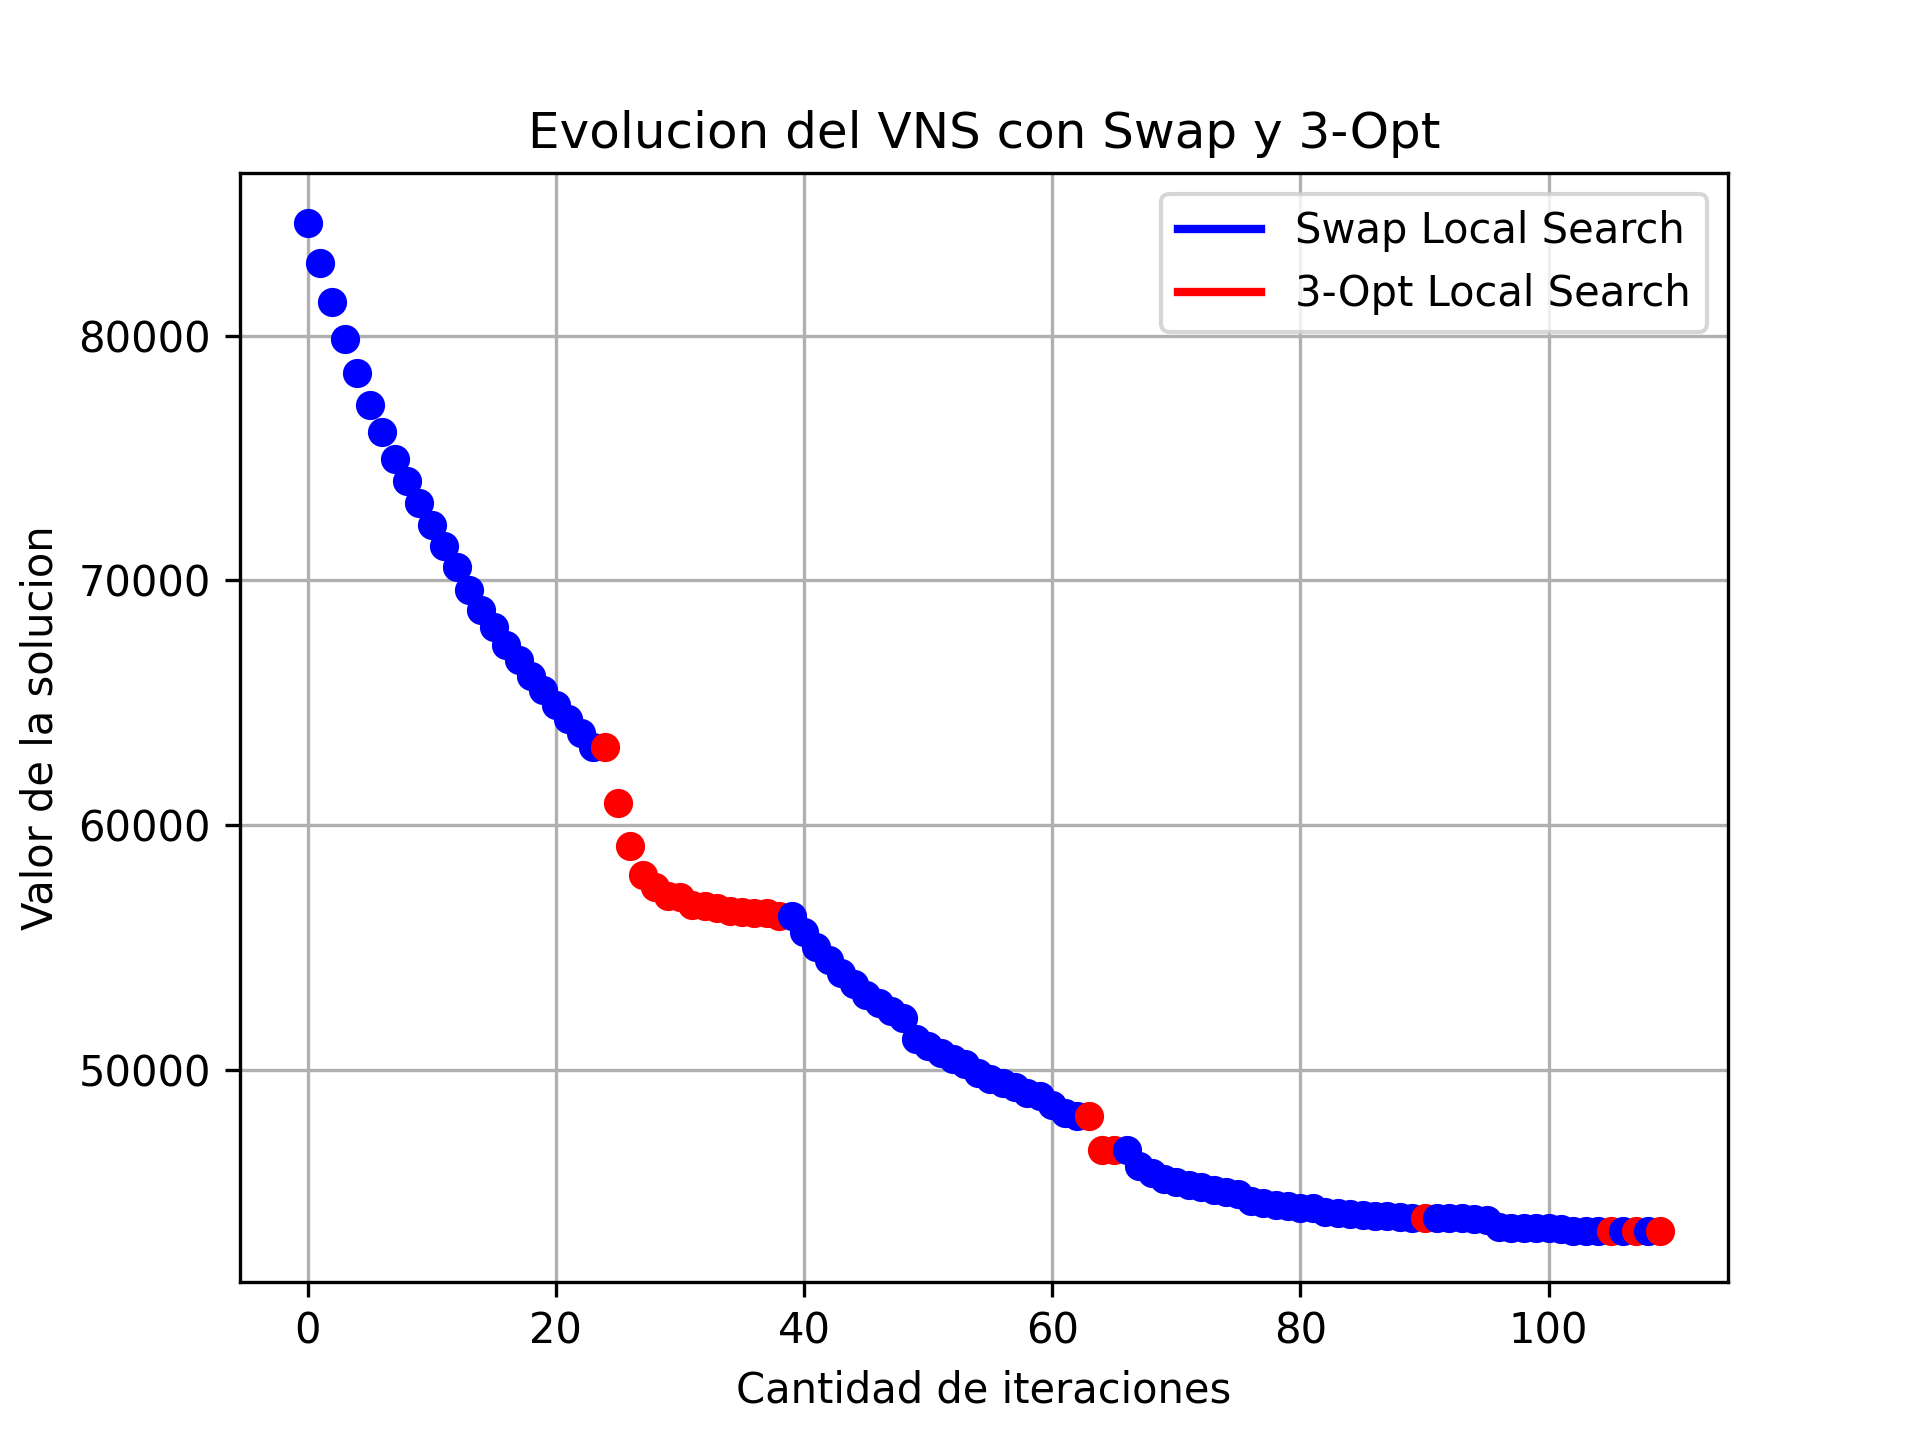 Evolucion del VNS con Swap y 3-Opt
Swap Local Search
3-Opt Local Search
Valor de la solucion
80000
70000
60000
50000
0 20 40 60 80 100
Cantidad de iteraciones